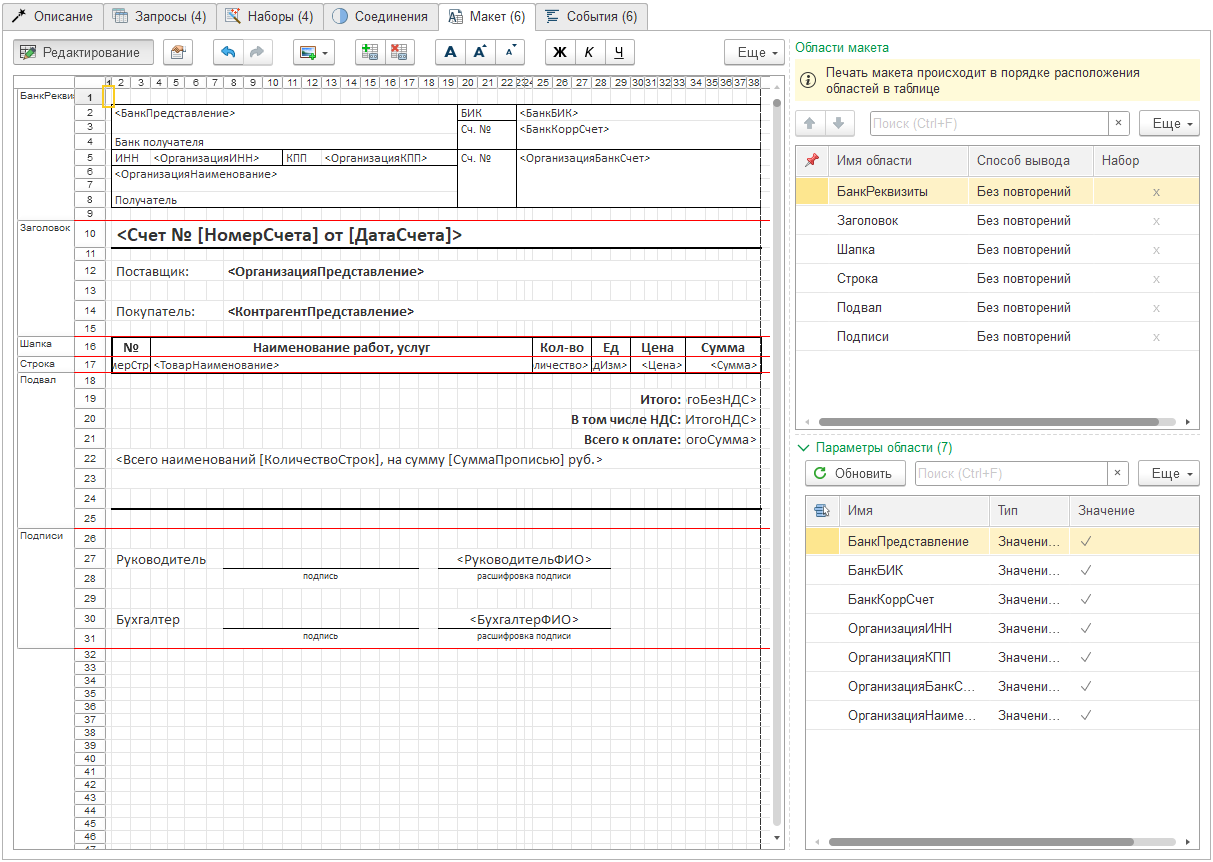 Описание Запросы (4) Наборы (4) Соединения Макет (6) События (6)
Редактирование A A A Ж К Ч Еще
1 2 3 4 5 6 7 8 9 10 11 12 13 14 15 16 17 18 19 20 21 22 23 24 25 26 27 28 29 30 31 32 33 34 35 36 37 38
БанкРекви
1
2 <БанкПредставление> БИК <БанкБИК>
3 Сч. № <БанкКоррСчет>
4 Банк получателя
5 ИНН <ОрганизацияИНН> КПП <ОрганизацияКПП> Сч. № <ОрганизацияБанкСчет>
6 <ОрганизацияНаименование>
7
8 Получатель
9
Заголовок
10 <Счет № [НомерСчета] от [ДатаСчета]>
11
12 Поставщик: <ОрганизацияПредставление>
13
14 Покупатель: <КонтрагентПредставление>
15
Шапка
16 № Наименование работ, услуг Кол-во Ед Цена Сумма
Строка
17 мерСтр <ТоварНаименование> личество> дИзм> <Цена> <Сумма>
Подвал
18
19 Итого: гоБезНДС>
20 В том числе НДС: ИтогоНДС>
21 Всего к оплате: огоСумма>
22 <Всего наименований [КоличествоСтрок], на сумму [СуммаПрописью] руб.>
23
24
25
Подписи
26
27 Руководитель <РуководительФИО>
28 подпись расшифровка подписи
29
30 Бухгалтер <БухгалтерФИО>
31 подпись расшифровка подписи
32
33
34
35
36
37
38
39
40
41
42
43
44
45
46
47
Области макета
Печать макета происходит в порядке расположения
областей в таблице
Поиск (Ctrl+F) × Еще
Имя области Способ вывода Набор
БанкРеквизиты Без повторений x
Заголовок Без повторений x
Шапка Без повторений x
Строка Без повторений x
Подвал Без повторений x
Подписи Без повторений x
Параметры области (7)
Обновить Поиск (Ctrl+F) × Еще
Имя Тип Значение
БанкПредставление Значени...
БанкБИК Значени...
БанкКоррСчет Значени...
ОрганизацияИНН Значени...
ОрганизацияКПП Значени...
ОрганизацияБанкС... Значени...
ОрганизацияНаиме... Значени...